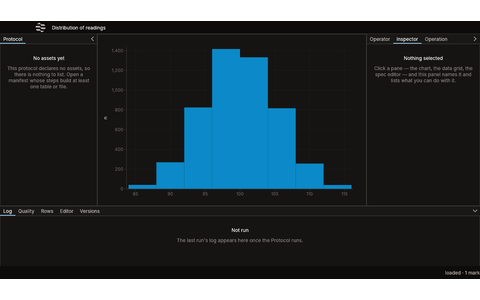 Distribution of readings
Protocol
No assets yet
This protocol declares no assets, so
there is nothing to list. Open a
manifest whose steps build at least
one table or file.
1,400
1,200
1,000
800
600
400
200
0
85
90
95
100
105
110
115
Operator Inspector Operation
Nothing selected
Click a pane — the chart, the data grid, the
spec editor — and this panel names it and
lists what you can do with it.
Log Quality Rows Editor Versions
Not run
The last run's log appears here once the Protocol runs.
loaded · 1 mark